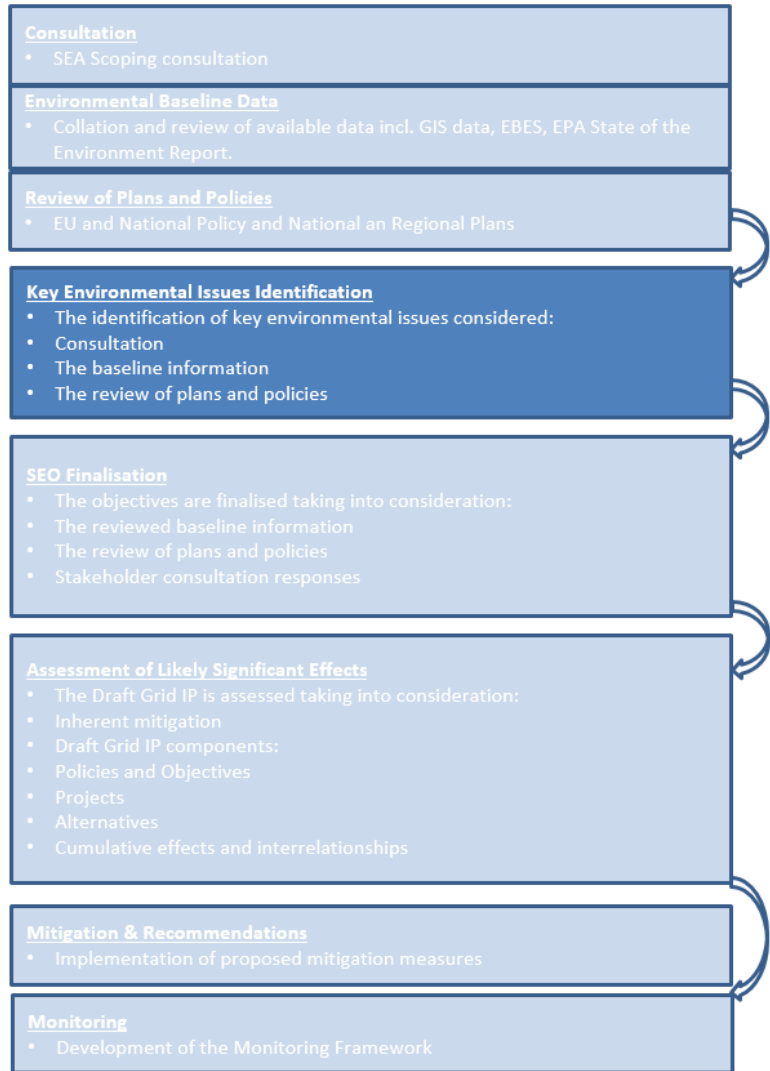 Consultation
• SEA Scoping consultation
Environmental Baseline Data
• Collation and review of available data incl. GIS data, EBES, EPA State of the
Environment Report.
Review of Plans and Policies
• EU and National Policy and National an Regional Plans
Key Environmental Issues Identification
• The identification of key environmental issues considered:
• Consultation
• The baseline information
• The review of plans and policies
SEO Finalisation
• The objectives are finalised taking into consideration:
• The reviewed baseline information
• The review of plans and policies
• Stakeholder consultation responses
Assessment of Likely Significant Effects
• The Draft Grid IP is assessed taking into consideration:
• Inherent mitigation
• Draft Grid IP components:
• Policies and Objectives
• Projects
• Alternatives
• Cumulative effects and interrelationships
Mitigation & Recommendations
• Implementation of proposed mitigation measures
Monitoring
• Development of the Monitoring Framework